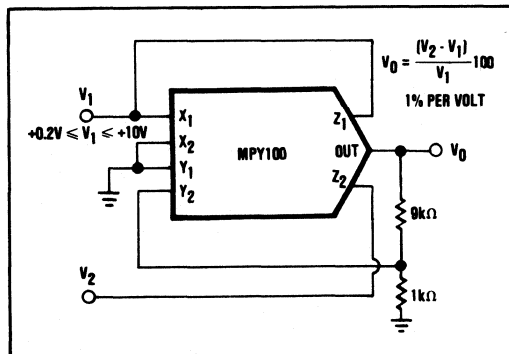 V₁
+0.2V ≤ V₁ ≤ +10V
X₁
X₂
Y₁
Y₂
MPY100
Z₁
OUT
Z₂
V₀ = (V₂ - V₁) / V₁ 100
1% PER VOLT
V₀
9kΩ
1kΩ
V₂